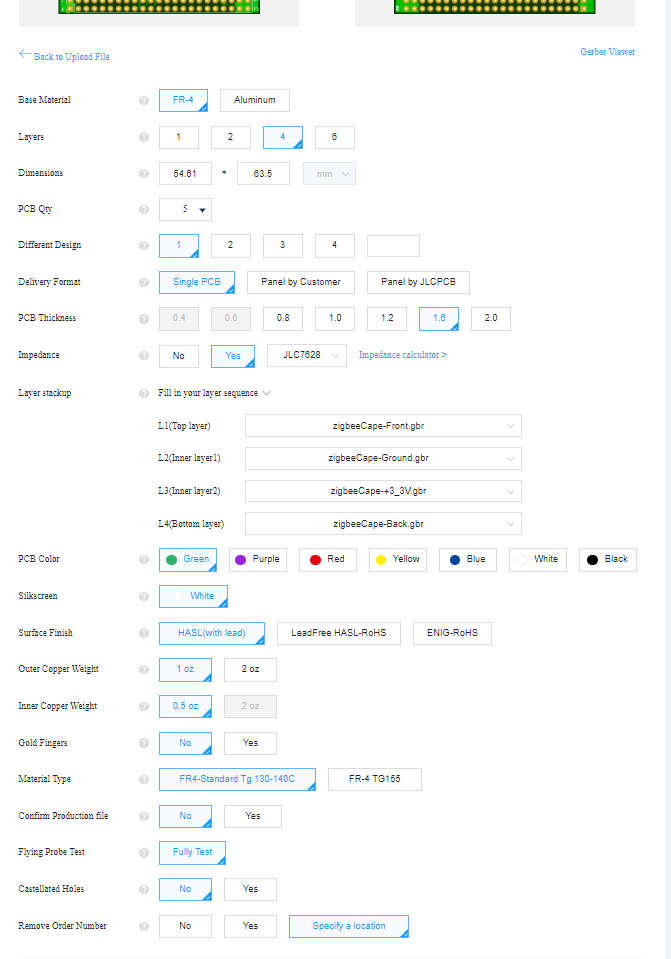 Back to Upload File
Gerber Viewer
Base Material ? FR-4 Aluminum
Layers ? 1 2 4 6
Dimensions ? 54.61 * 63.5 mm
PCB Qty ? 5
Different Design ? 1 2 3 4
Delivery Format ? Single PCB Panel by Customer Panel by JLCPCB
PCB Thickness ? 0.4 0.6 0.8 1.0 1.2 1.6 2.0
Impedance ? No Yes JLC7628 Impedance calculator >
Layer stackup ? Fill in your layer sequence
L1(Top layer) zigbeeCape-Front.gbr
L2(Inner layer1) zigbeeCape-Ground.gbr
L3(Inner layer2) zigbeeCape-+3_3V.gbr
L4(Bottom layer) zigbeeCape-Back.gbr
PCB Color ? Green Purple Red Yellow Blue White Black
Silkscreen ? White
Surface Finish ? HASL(with lead) LeadFree HASL-RoHS ENIG-RoHS
Outer Copper Weight ? 1 oz 2 oz
Inner Copper Weight ? 0.5 oz 2 oz
Gold Fingers ? No Yes
Material Type ? FR4-Standard Tg 130-140C FR-4 TG155
Confirm Production file ? No Yes
Flying Probe Test ? Fully Test
Castellated Holes ? No Yes
Remove Order Number ? No Yes Specify a location